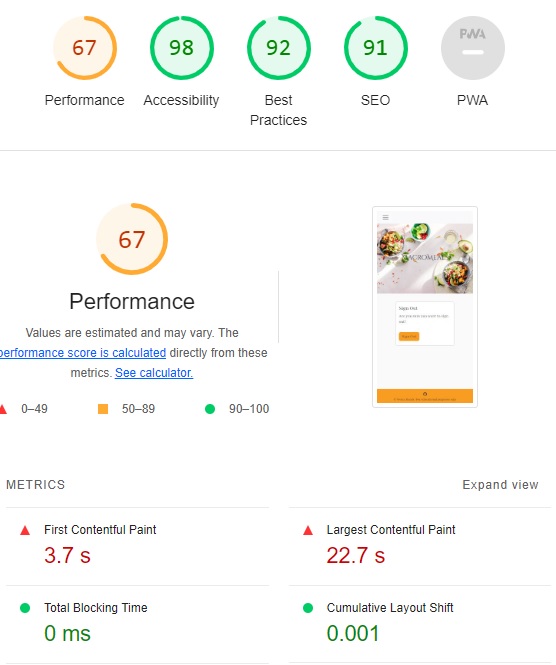 67
98
92
91
PWA
Performance
Accessibility
Best
Practices
SEO
PWA
67
Performance
Values are estimated and may vary. The
performance score is calculated directly from these
metrics. See calculator.
0–49
50–89
90–100
METRICS
Expand view
First Contentful Paint
3.7 s
Largest Contentful Paint
22.7 s
Total Blocking Time
0 ms
Cumulative Layout Shift
0.001